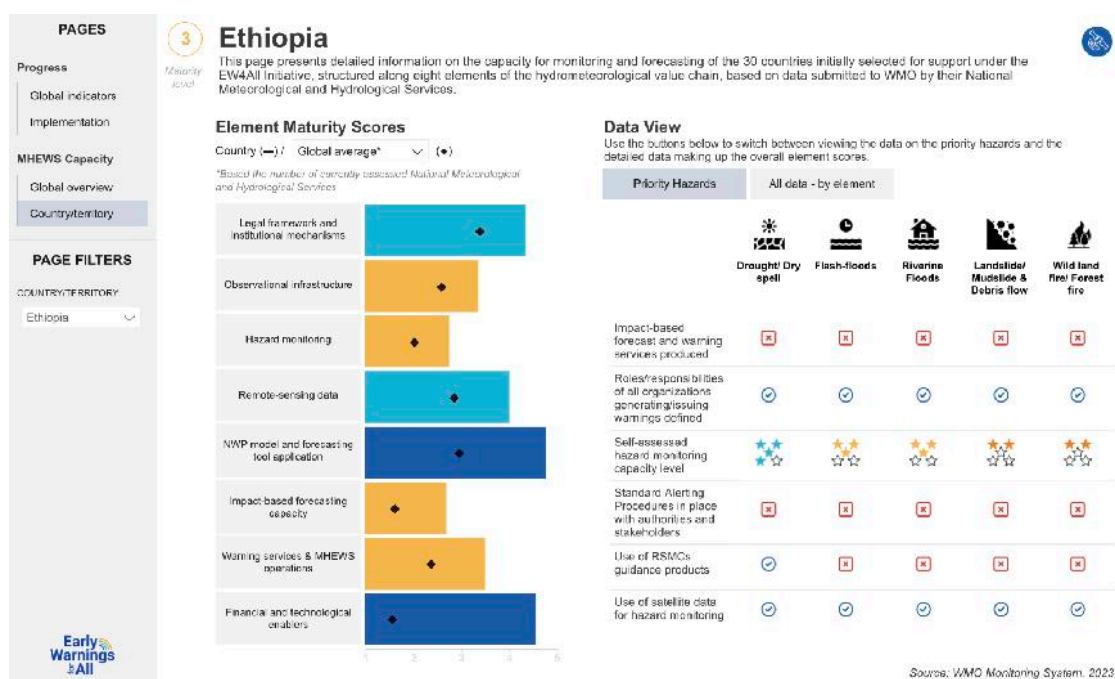 PAGES
Progress
Global indicators
Implementation
MHEWS Capacity
Global overview
Country/territory
PAGE FILTERS
COUNTRY/TERRITORY
Ethiopia
Early
Warnings
for All
3
Maturity
level
Ethiopia
This page presents detailed information on the capacity for monitoring and forecasting of the 30 countries initially selected for support under the
EW4All Initiative, structured along eight elements of the hydrometeorological value chain, based on data submitted to WMO by their National
Meteorological and Hydrological Services.
Element Maturity Scores
Country (—) / Global average* (●)
*Based the number of currently assessed National Meteorological
and Hydrological Services
Legal framework and
institutional mechanisms
Observational infrastructure
Hazard monitoring
Remote-sensing data
NWP model and forecasting
tool application
Impact-based forecasting
capacity
Warning services & MHEWS
operations
Financial and technological
enablers
1 2 3 4 5
Data View
Use the buttons below to switch between viewing the data on the priority hazards and the
detailed data making up the overall element scores.
Priority Hazards
All data - by element
Drought/ Dry
spell
Flash-floods
Riverine
Floods
Landslide/
Mudslide &
Debris flow
Wild land
fire/ Forest
fire
Impact-based
forecast and warning
services produced
Roles/responsibilities
of all organizations
generating/issuing
warnings defined
Self-assessed
hazard monitoring
capacity level
Standard Alerting
Procedures in place
with authorities and
stakeholders
Use of RSMCs
guidance products
Use of satellite data
for hazard monitoring
Source: WMO Monitoring System, 2023